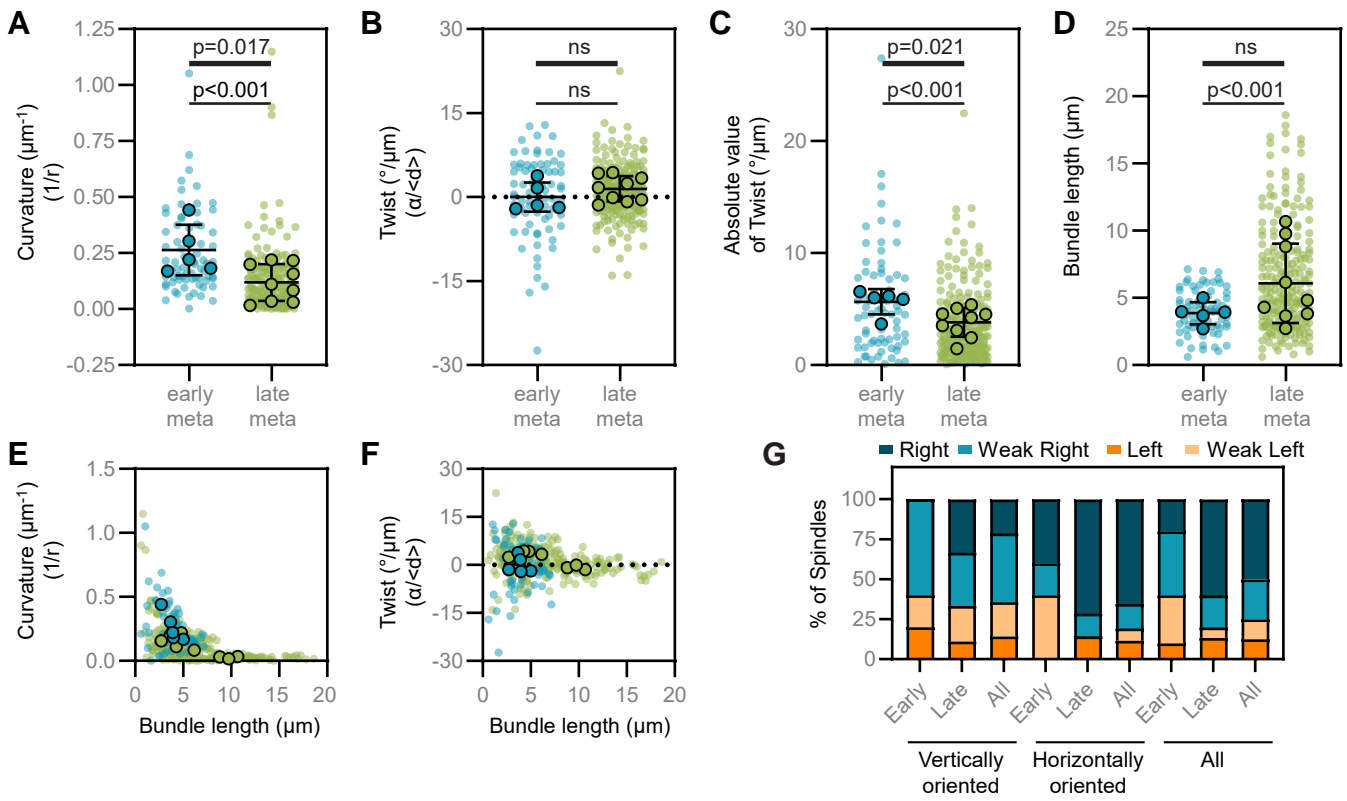 A
Curvature (µm-1)
(1/r)
1.25
1.00
0.75
0.50
0.25
0.00
-0.25
p=0.017
p<0.001
early
meta
late
meta
B
Twist (°/µm)
(α/<d>)
30
15
0
-15
-30
ns
ns
early
meta
late
meta
C
Absolute value
of Twist (°/µm)
30
20
10
0
p=0.021
p<0.001
early
meta
late
meta
D
Bundle length (µm)
25
20
15
10
5
0
ns
p<0.001
early
meta
late
meta
E
Curvature (µm-1)
(1/r)
1.5
1.0
0.5
0.0
0 5 10 15 20
Bundle length (µm)
F
Twist (°/µm)
(α/<d>)
30
15
0
-15
-30
0 5 10 15 20
Bundle length (µm)
G
Right Weak Right Left Weak Left
% of Spindles
100
75
50
25
0
Early Late All Early Late All Early Late All
Vertically
oriented
Horizontally
oriented
All